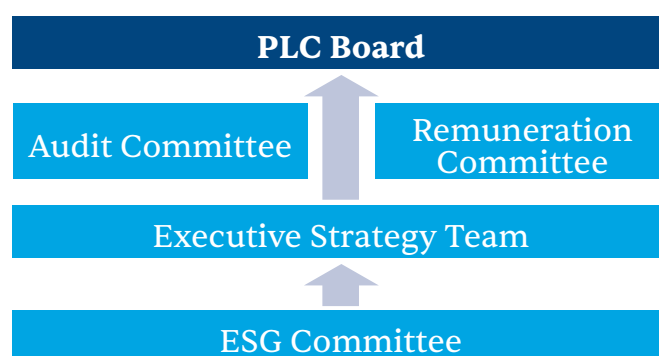 PLC Board
Audit Committee
Remuneration
Committee
Executive Strategy Team
ESG Committee